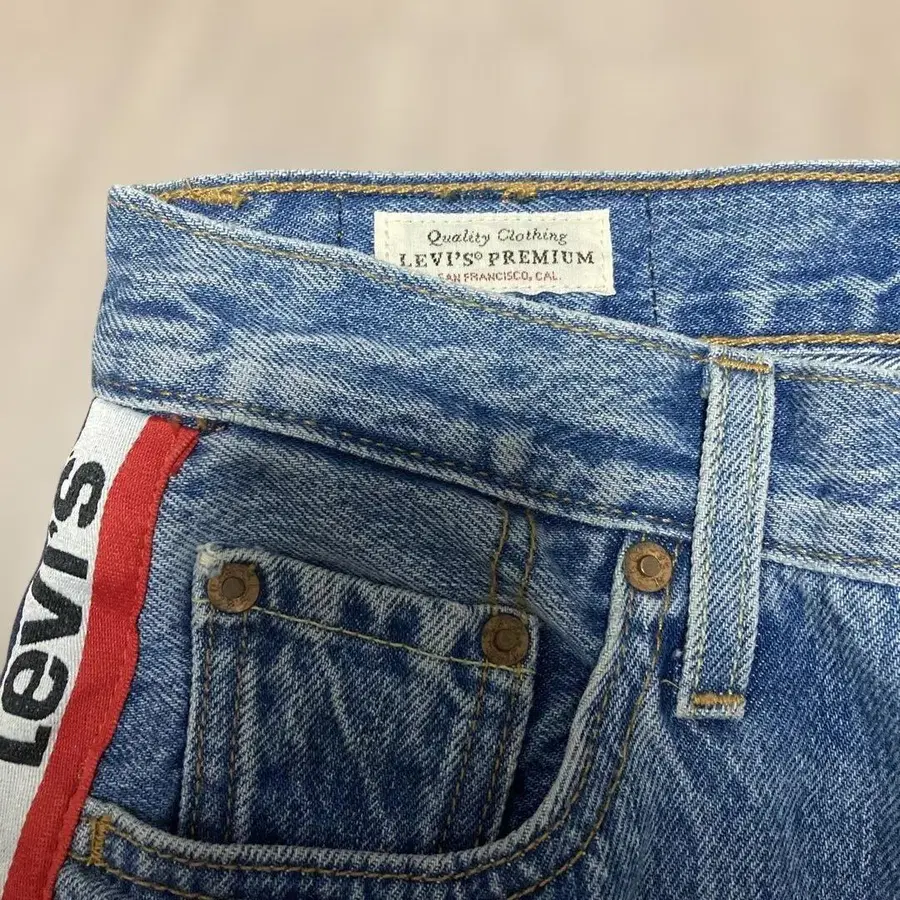 Quality Clothing
LEVI'S® PREMIUM
SAN FRANCISCO, CAL.
Levi's